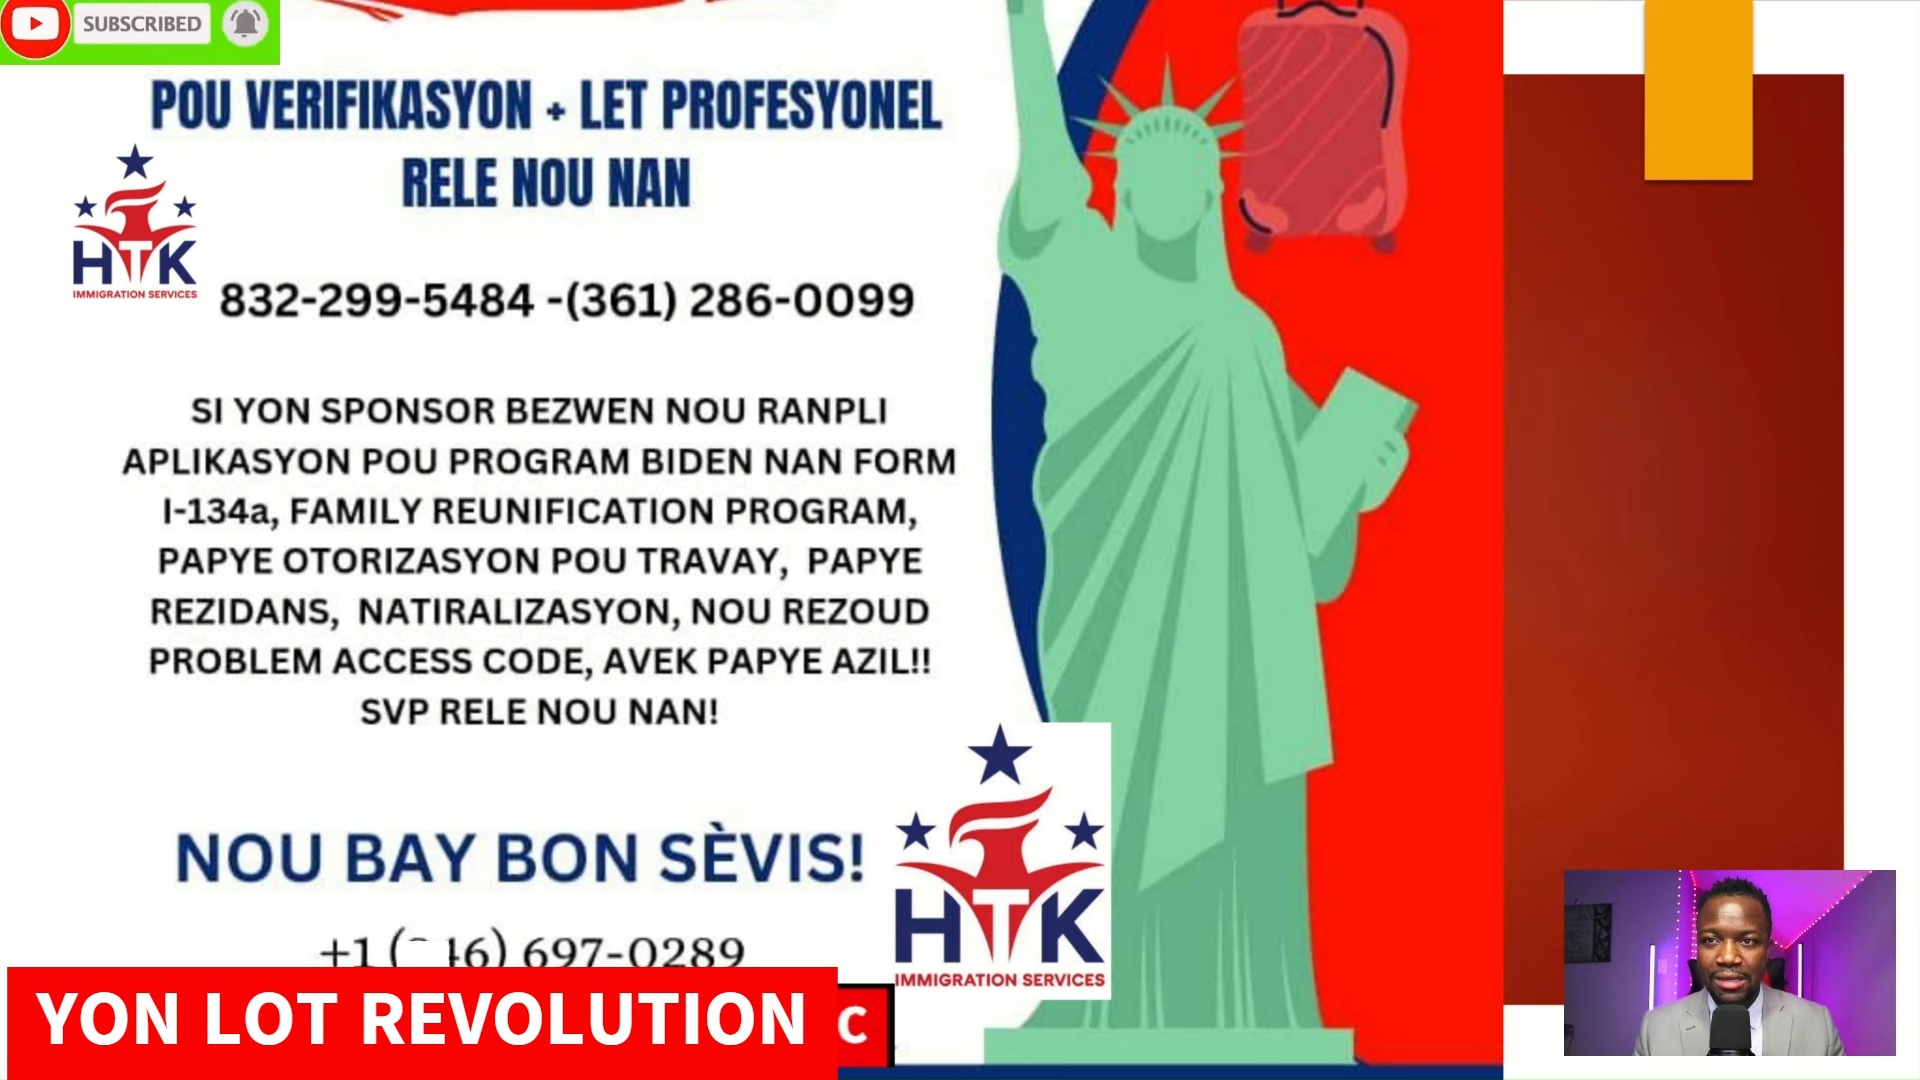 SUBSCRIBED
POU VERIFIKASYON + LET PROFESYONEL
RELE NOU NAN
HTK
IMMIGRATION SERVICES
832-299-5484 -(361) 286-0099
SI YON SPONSOR BEZWEN NOU RANPLI
APLIKASYON POU PROGRAM BIDEN NAN FORM
I-134a, FAMILY REUNIFICATION PROGRAM,
PAPYE OTORIZASYON POU TRAVAY, PAPYE
REZIDANS, NATIRALIZASYON, NOU REZOUD
PROBLEM ACCESS CODE, AVEK PAPYE AZIL!!
SVP RELE NOU NAN!
NOU BAY BON SÈVIS!
HTK
IMMIGRATION SERVICES
+1 ( 46) 697-0289
YON LOT REVOLUTION
C